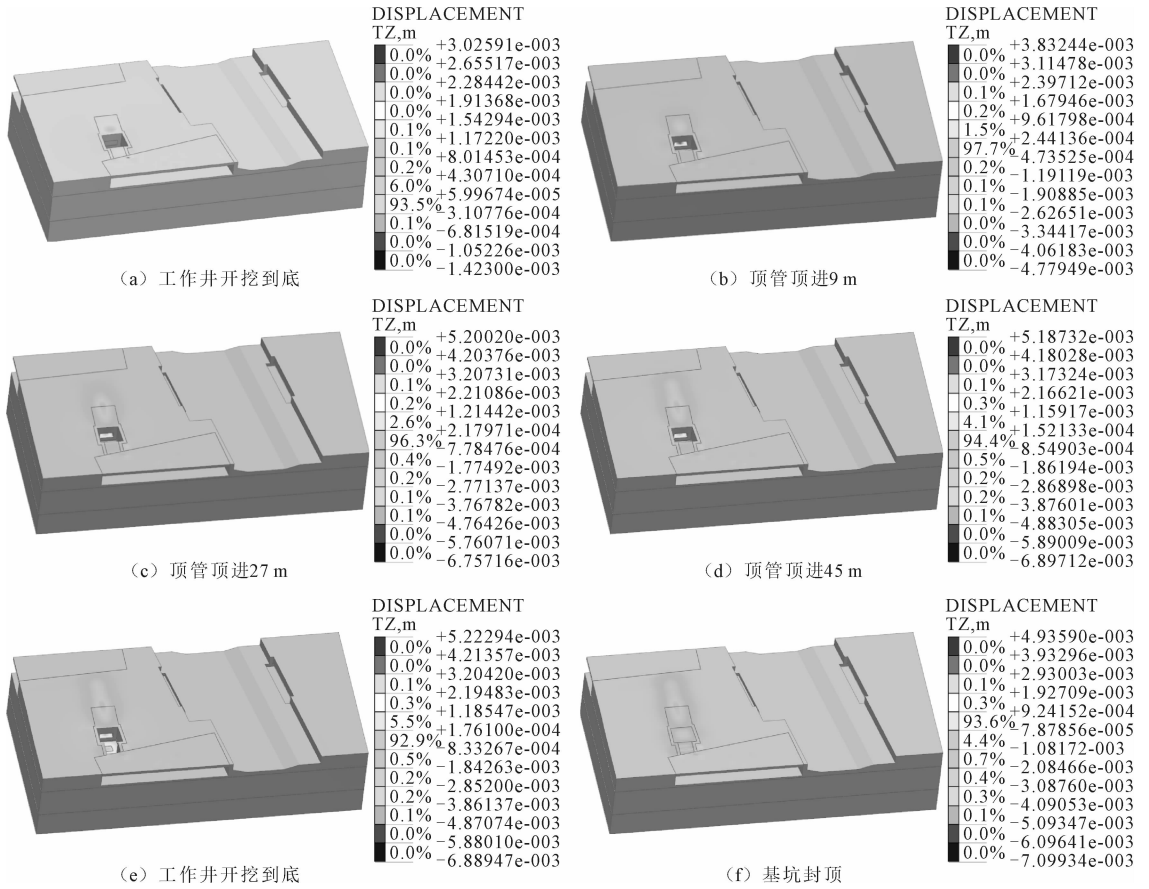 DISPLACEMENT
TZ,m
+3.02591e-003
0.0%
+2.65517e-003
0.0%
+2.28442e-003
0.0%
+1.91368e-003
0.0%
+1.54294e-003
0.1%
+1.17220e-003
0.1%
+8.01453e-004
0.2%
+4.30710e-004
6.0%
+5.99674e-005
93.5%
-3.10776e-004
0.1%
-6.81519e-004
0.0%
-1.05226e-003
0.0%
-1.42300e-003
(a) 工作井开挖到底
DISPLACEMENT
TZ,m
+3.83244e-003
0.0%
+3.11478e-003
0.0%
+2.39712e-003
0.1%
+1.67946e-003
0.2%
+9.61798e-004
1.5%
+2.44136e-004
97.7%
-4.73525e-004
0.2%
-1.19119e-003
0.1%
-1.90885e-003
0.1%
-2.62651e-003
0.0%
-3.34417e-003
0.0%
-4.06183e-003
0.0%
-4.77949e-003
(b) 顶管顶进9 m
DISPLACEMENT
TZ,m
+5.20020e-003
0.0%
+4.20376e-003
0.0%
+3.20731e-003
0.1%
+2.21086e-003
0.2%
+1.21442e-003
2.6%
+2.17971e-004
96.3%
-7.78476e-004
0.4%
-1.77492e-003
0.2%
-2.77137e-003
0.1%
-3.76782e-003
0.1%
-4.76426e-003
0.0%
-5.76071e-003
0.0%
-6.75716e-003
(c) 顶管顶进27 m
DISPLACEMENT
TZ,m
+5.18732e-003
0.0%
+4.18028e-003
0.0%
+3.17324e-003
0.1%
+2.16621e-003
0.3%
+1.15917e-003
4.1%
+1.52133e-004
94.4%
-8.54903e-004
0.5%
-1.86194e-003
0.2%
-2.86898e-003
0.2%
-3.87601e-003
0.1%
-4.88305e-003
0.0%
-5.89009e-003
0.0%
-6.89712e-003
(d) 顶管顶进45 m
DISPLACEMENT
TZ,m
+5.22294e-003
0.0%
+4.21357e-003
0.0%
+3.20420e-003
0.1%
+2.19483e-003
0.3%
+1.18547e-003
5.5%
+1.76100e-004
92.9%
-8.33267e-004
0.5%
-1.84263e-003
0.2%
-2.85200e-003
0.2%
-3.86137e-003
0.1%
-4.87074e-003
0.0%
-5.88010e-003
0.0%
-6.88947e-003
(e) 工作井开挖到底
DISPLACEMENT
TZ,m
+4.93590e-003
0.0%
+3.93296e-003
0.0%
+2.93003e-003
0.1%
+1.92709e-003
0.1%
+9.24152e-004
93.6%
-7.87856e-005
4.4%
-1.08172-003
0.7%
-2.08466e-003
0.4%
-3.08760e-003
0.3%
-4.09053e-003
0.1%
-5.09347e-003
0.0%
-6.09641e-003
0.0%
-7.09934e-003
(f) 基坑封顶